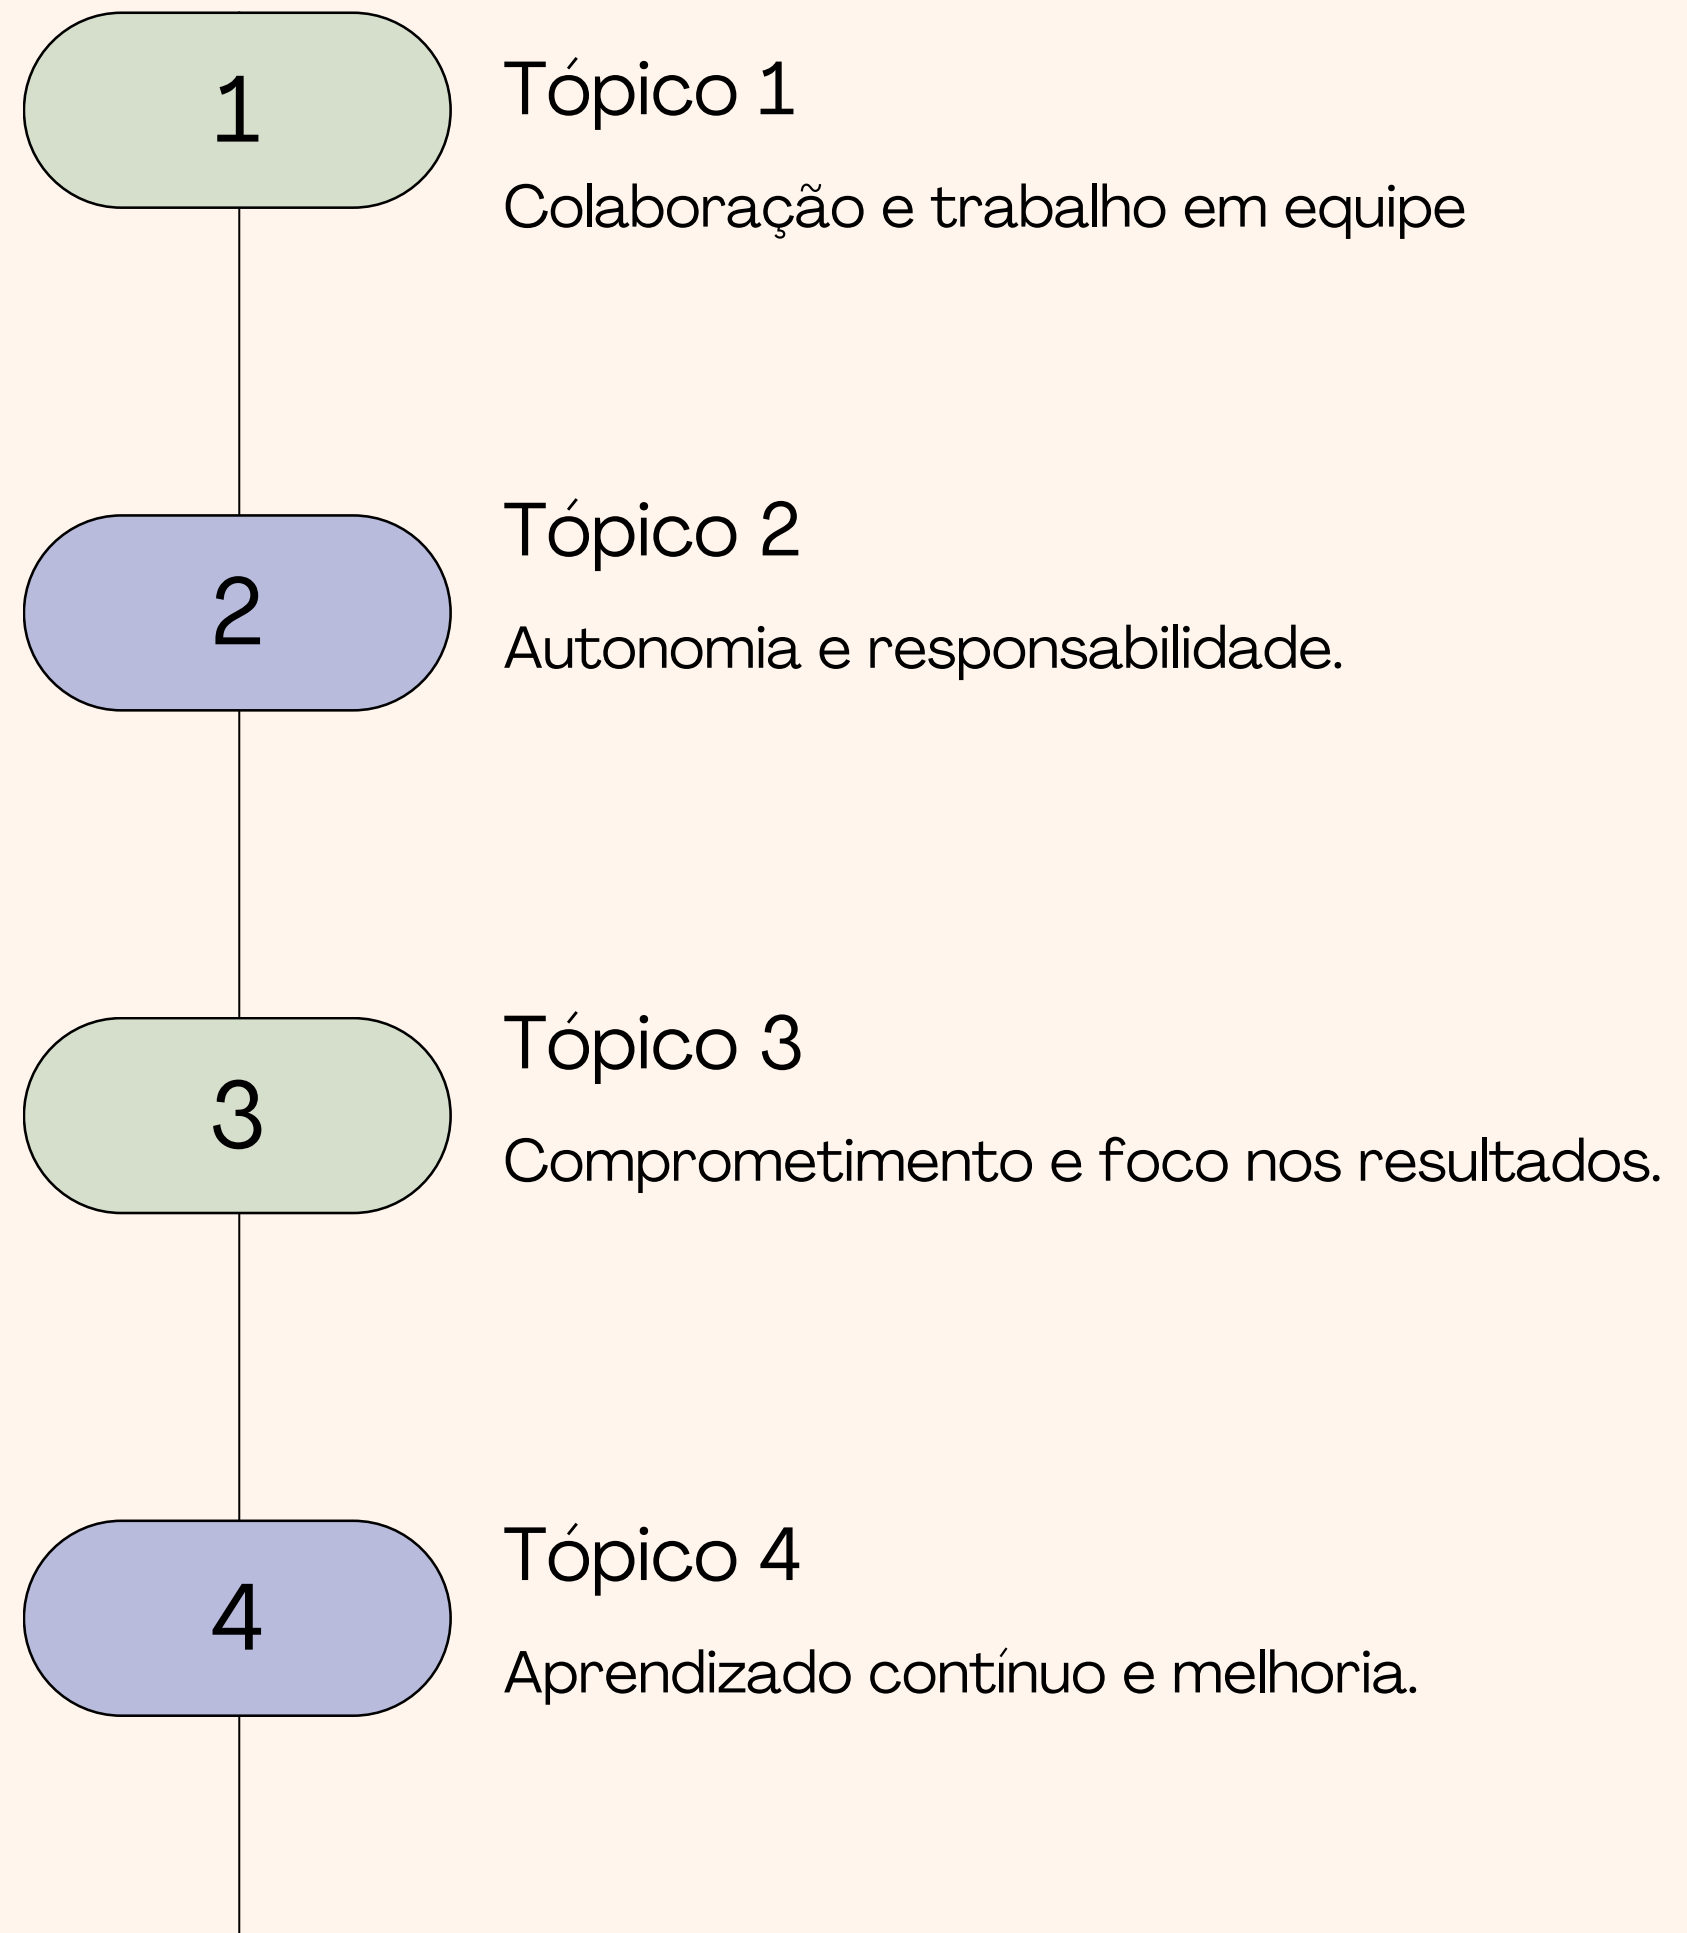 1
Tópico 1
Colaboração e trabalho em equipe
2
Tópico 2
Autonomia e responsabilidade.
3
Tópico 3
Comprometimento e foco nos resultados.
4
Tópico 4
Aprendizado contínuo e melhoria.